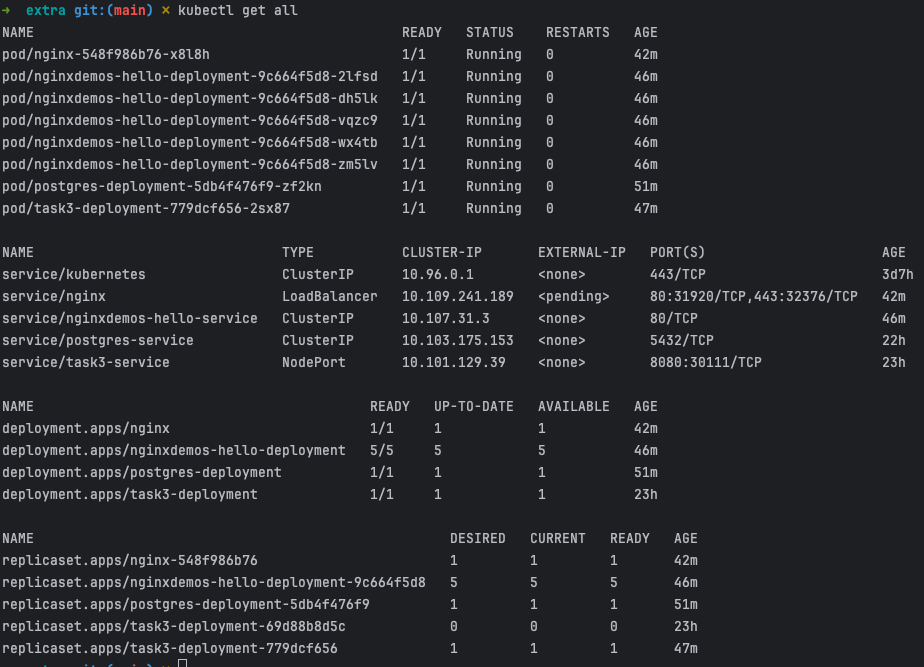 → extra git:(main) × kubectl get all
NAME READY STATUS RESTARTS AGE
pod/nginx-548f986b76-x8l8h 1/1 Running 0 42m
pod/nginxdemos-hello-deployment-9c664f5d8-2lfsd 1/1 Running 0 46m
pod/nginxdemos-hello-deployment-9c664f5d8-dh5lk 1/1 Running 0 46m
pod/nginxdemos-hello-deployment-9c664f5d8-vqzc9 1/1 Running 0 46m
pod/nginxdemos-hello-deployment-9c664f5d8-wx4tb 1/1 Running 0 46m
pod/nginxdemos-hello-deployment-9c664f5d8-zm5lv 1/1 Running 0 46m
pod/postgres-deployment-5db4f476f9-zf2kn 1/1 Running 0 51m
pod/task3-deployment-779dcf656-2sx87 1/1 Running 0 47m
NAME TYPE CLUSTER-IP EXTERNAL-IP PORT(S) AGE
service/kubernetes ClusterIP 10.96.0.1 <none> 443/TCP 3d7h
service/nginx LoadBalancer 10.109.241.189 <pending> 80:31920/TCP,443:32376/TCP 42m
service/nginxdemos-hello-service ClusterIP 10.107.31.3 <none> 80/TCP 46m
service/postgres-service ClusterIP 10.103.175.153 <none> 5432/TCP 22h
service/task3-service NodePort 10.101.129.39 <none> 8080:30111/TCP 23h
NAME READY UP-TO-DATE AVAILABLE AGE
deployment.apps/nginx 1/1 1 1 42m
deployment.apps/nginxdemos-hello-deployment 5/5 5 5 46m
deployment.apps/postgres-deployment 1/1 1 1 51m
deployment.apps/task3-deployment 1/1 1 1 23h
NAME DESIRED CURRENT READY AGE
replicaset.apps/nginx-548f986b76 1 1 1 42m
replicaset.apps/nginxdemos-hello-deployment-9c664f5d8 5 5 5 46m
replicaset.apps/postgres-deployment-5db4f476f9 1 1 1 51m
replicaset.apps/task3-deployment-69d88b8d5c 0 0 0 23h
replicaset.apps/task3-deployment-779dcf656 1 1 1 47m